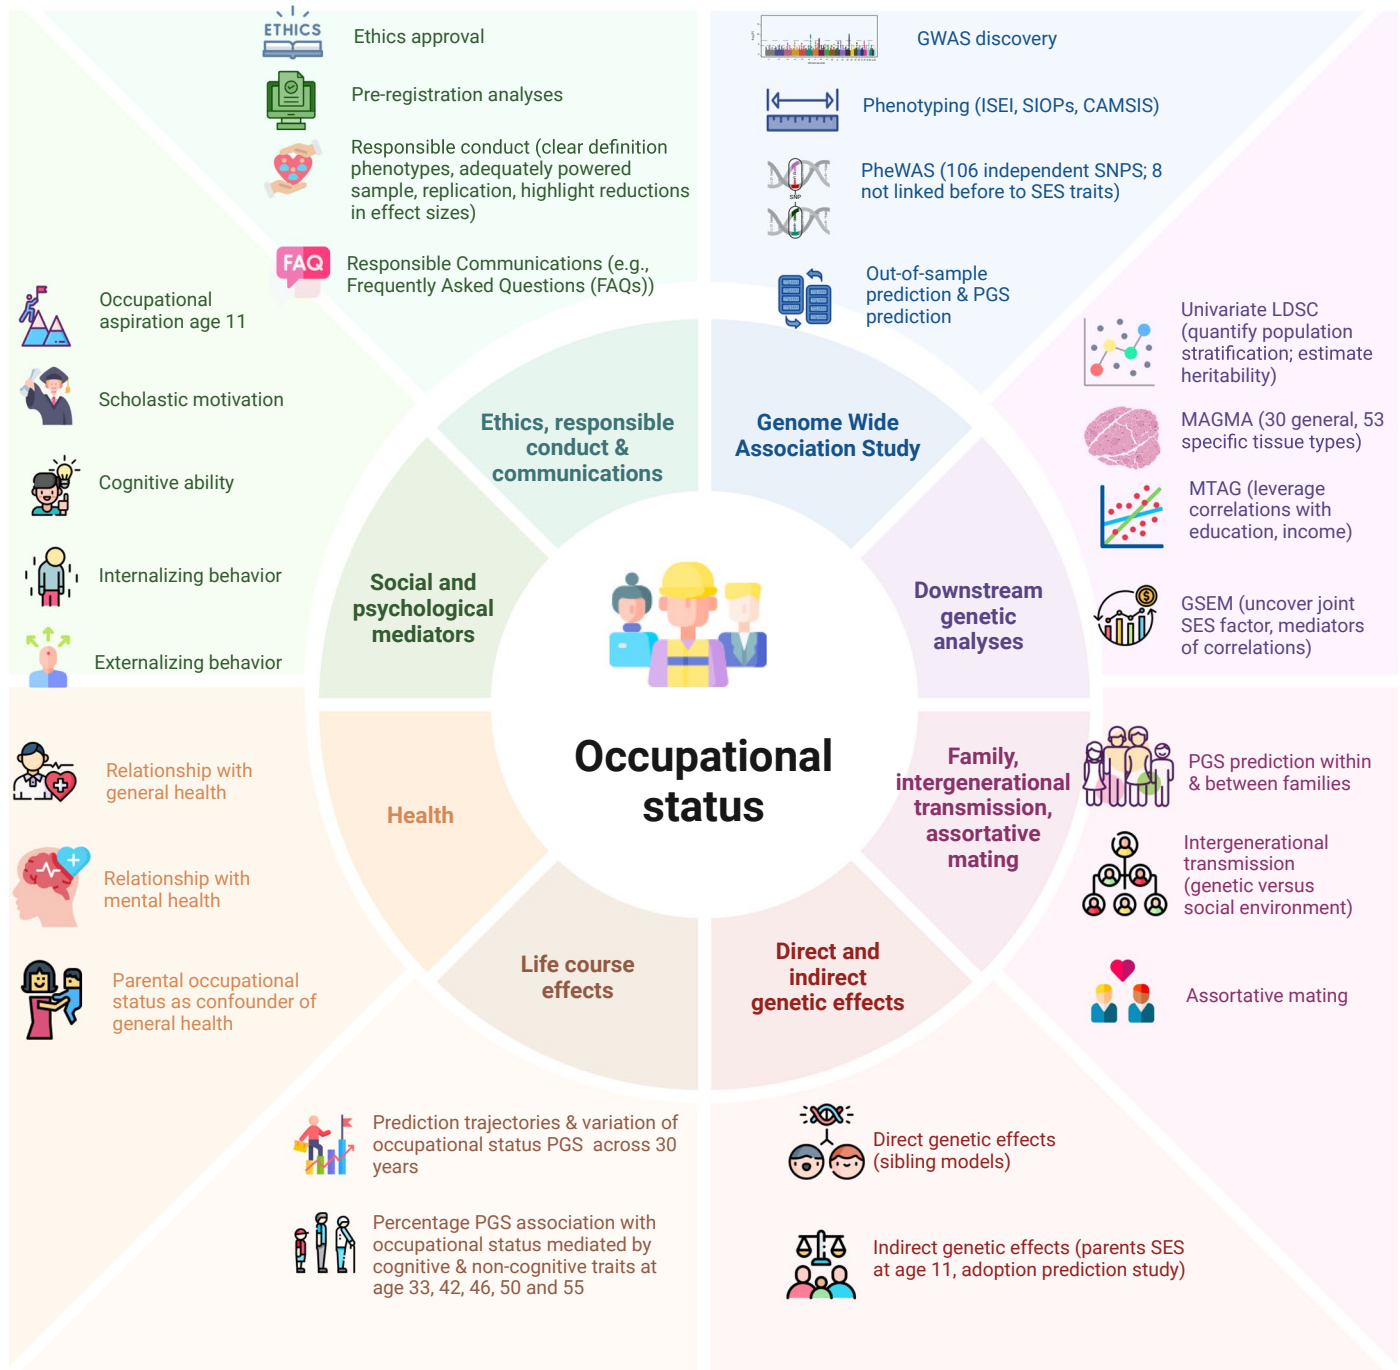 ETHICS
Ethics approval
Pre-registration analyses
Responsible conduct (clear definition
phenotypes, adequately powered
sample, replication, highlight reductions
in effect sizes)
FAQ
Responsible Communications (e.g.,
Frequently Asked Questions (FAQs))
GWAS discovery
Phenotyping (ISEI, SIOPs, CAMSIS)
SNP
PheWAS (106 independent SNPS; 8
not linked before to SES traits)
Out-of-sample
prediction & PGS
prediction
Univariate LDSC
(quantify population
stratification; estimate
heritability)
MAGMA (30 general, 53
specific tissue types)
MTAG (leverage
correlations with
education, income)
$
GSEM (uncover joint
SES factor, mediators
of correlations)
Occupational
aspiration age 11
Scholastic motivation
Cognitive ability
Internalizing behavior
Externalizing behavior
Ethics, responsible
conduct &
communications
Genome Wide
Association Study
Social and
psychological
mediators
Downstream
genetic
analyses
Occupational
status
Health
Family,
intergenerational
transmission,
assortative
mating
Life course
effects
Direct and
indirect
genetic effects
Relationship with
general health
Relationship with
mental health
Parental occupational
status as confounder of
general health
PGS prediction within
& between families
Intergenerational
transmission
(genetic versus
social environment)
Assortative mating
Prediction trajectories & variation of
occupational status PGS across 30
years
Percentage PGS association with
occupational status mediated by
cognitive & non-cognitive traits at
age 33, 42, 46, 50 and 55
Direct genetic effects
(sibling models)
Indirect genetic effects (parents SES
at age 11, adoption prediction study)